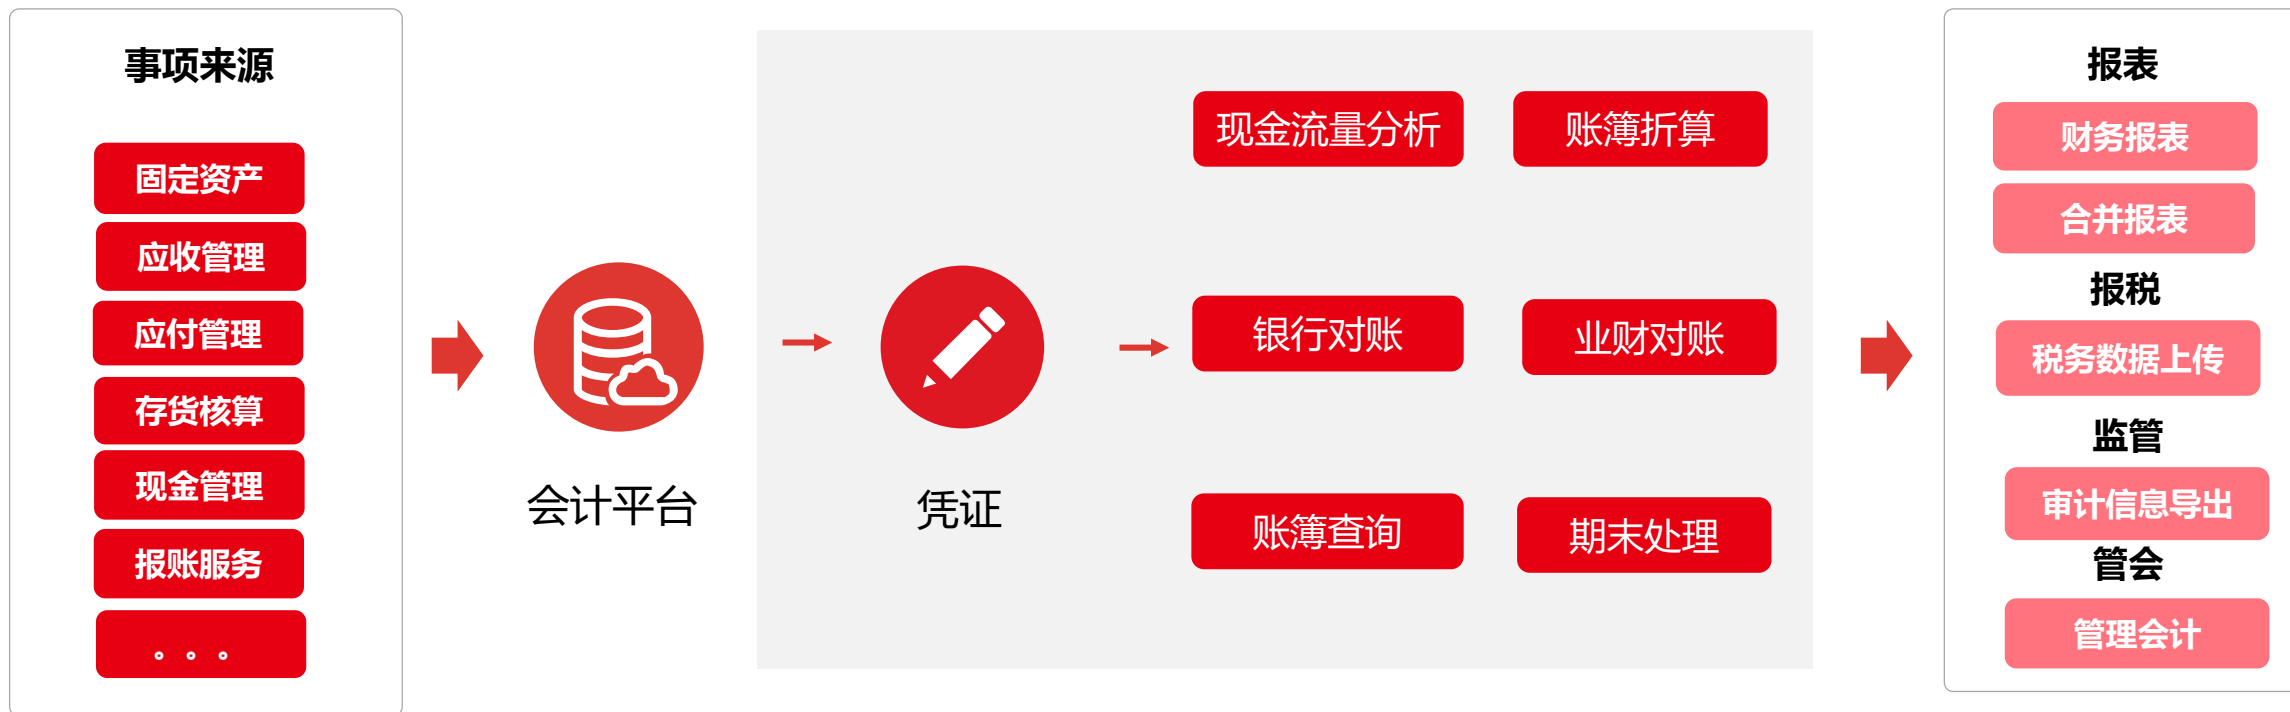 事项来源
固定资产
应收管理
应付管理
存货核算
现金管理
报账服务
。。。
会计平台
凭证
现金流量分析
账簿折算
银行对账
业财对账
账簿查询
期末处理
报表
财务报表
合并报表
报税
税务数据上传
监管
审计信息导出
管会
管理会计